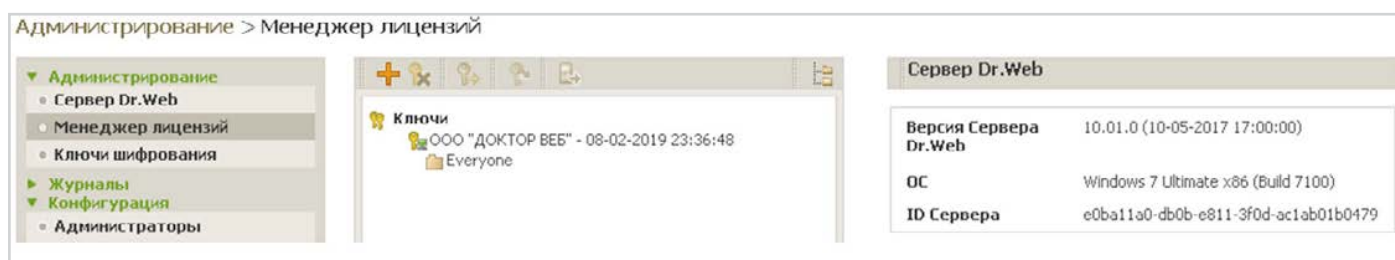 Администрирование > Менеджер лицензий
Администрирование
Сервер Dr.Web
Менеджер лицензий
Ключи шифрования
Журналы
Конфигурация
Администраторы
Ключи
ООО "ДОКТОР ВЕБ" - 08-02-2019 23:36:48
Everyone
Сервер Dr.Web
Версия Сервера Dr.Web 10.01.0 (10-05-2017 17:00:00)
ОС Windows 7 Ultimate x86 (Build 7100)
ID Сервера e0ba11a0-db0b-e811-3f0d-ac1ab01b0479